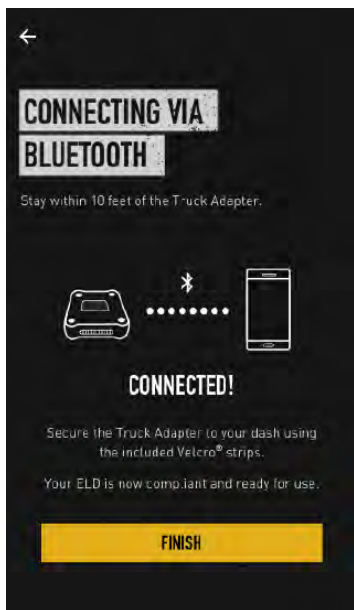 CONNECTING VIA
BLUETOOTH
Stay within 10 feet of the Truck Adapter.
CONNECTED!
Secure the Truck Adapter to your dash using
the included Velcro® strips.
Your ELD is now compliant and ready for use.
FINISH